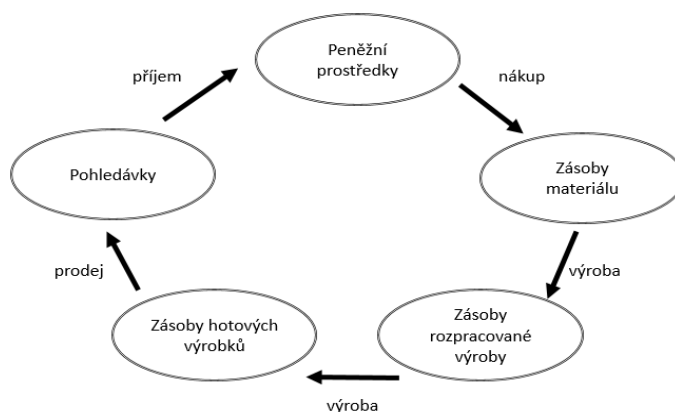 Peněžní
prostředky
nákup
Zásoby
materiálu
výroba
Zásoby
rozpracované
výroby
výroba
Zásoby hotových
výrobků
prodej
Pohledávky
příjem